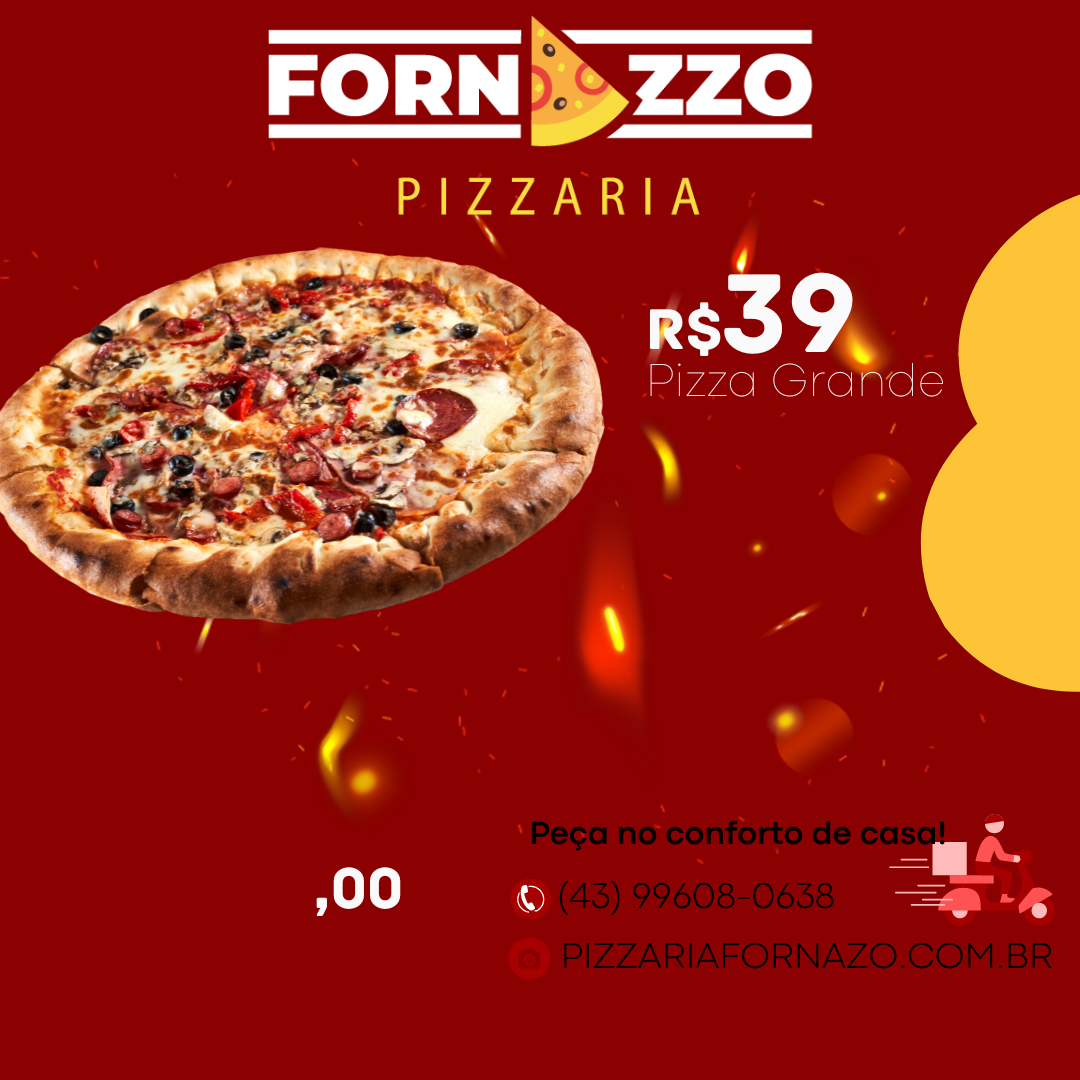 FORNAZZO
PIZZARIA
R$39
Pizza Grande
Peça no conforto de casa!
,00
(43) 99608-0638
PIZZARIAFORNAZO.COM.BR